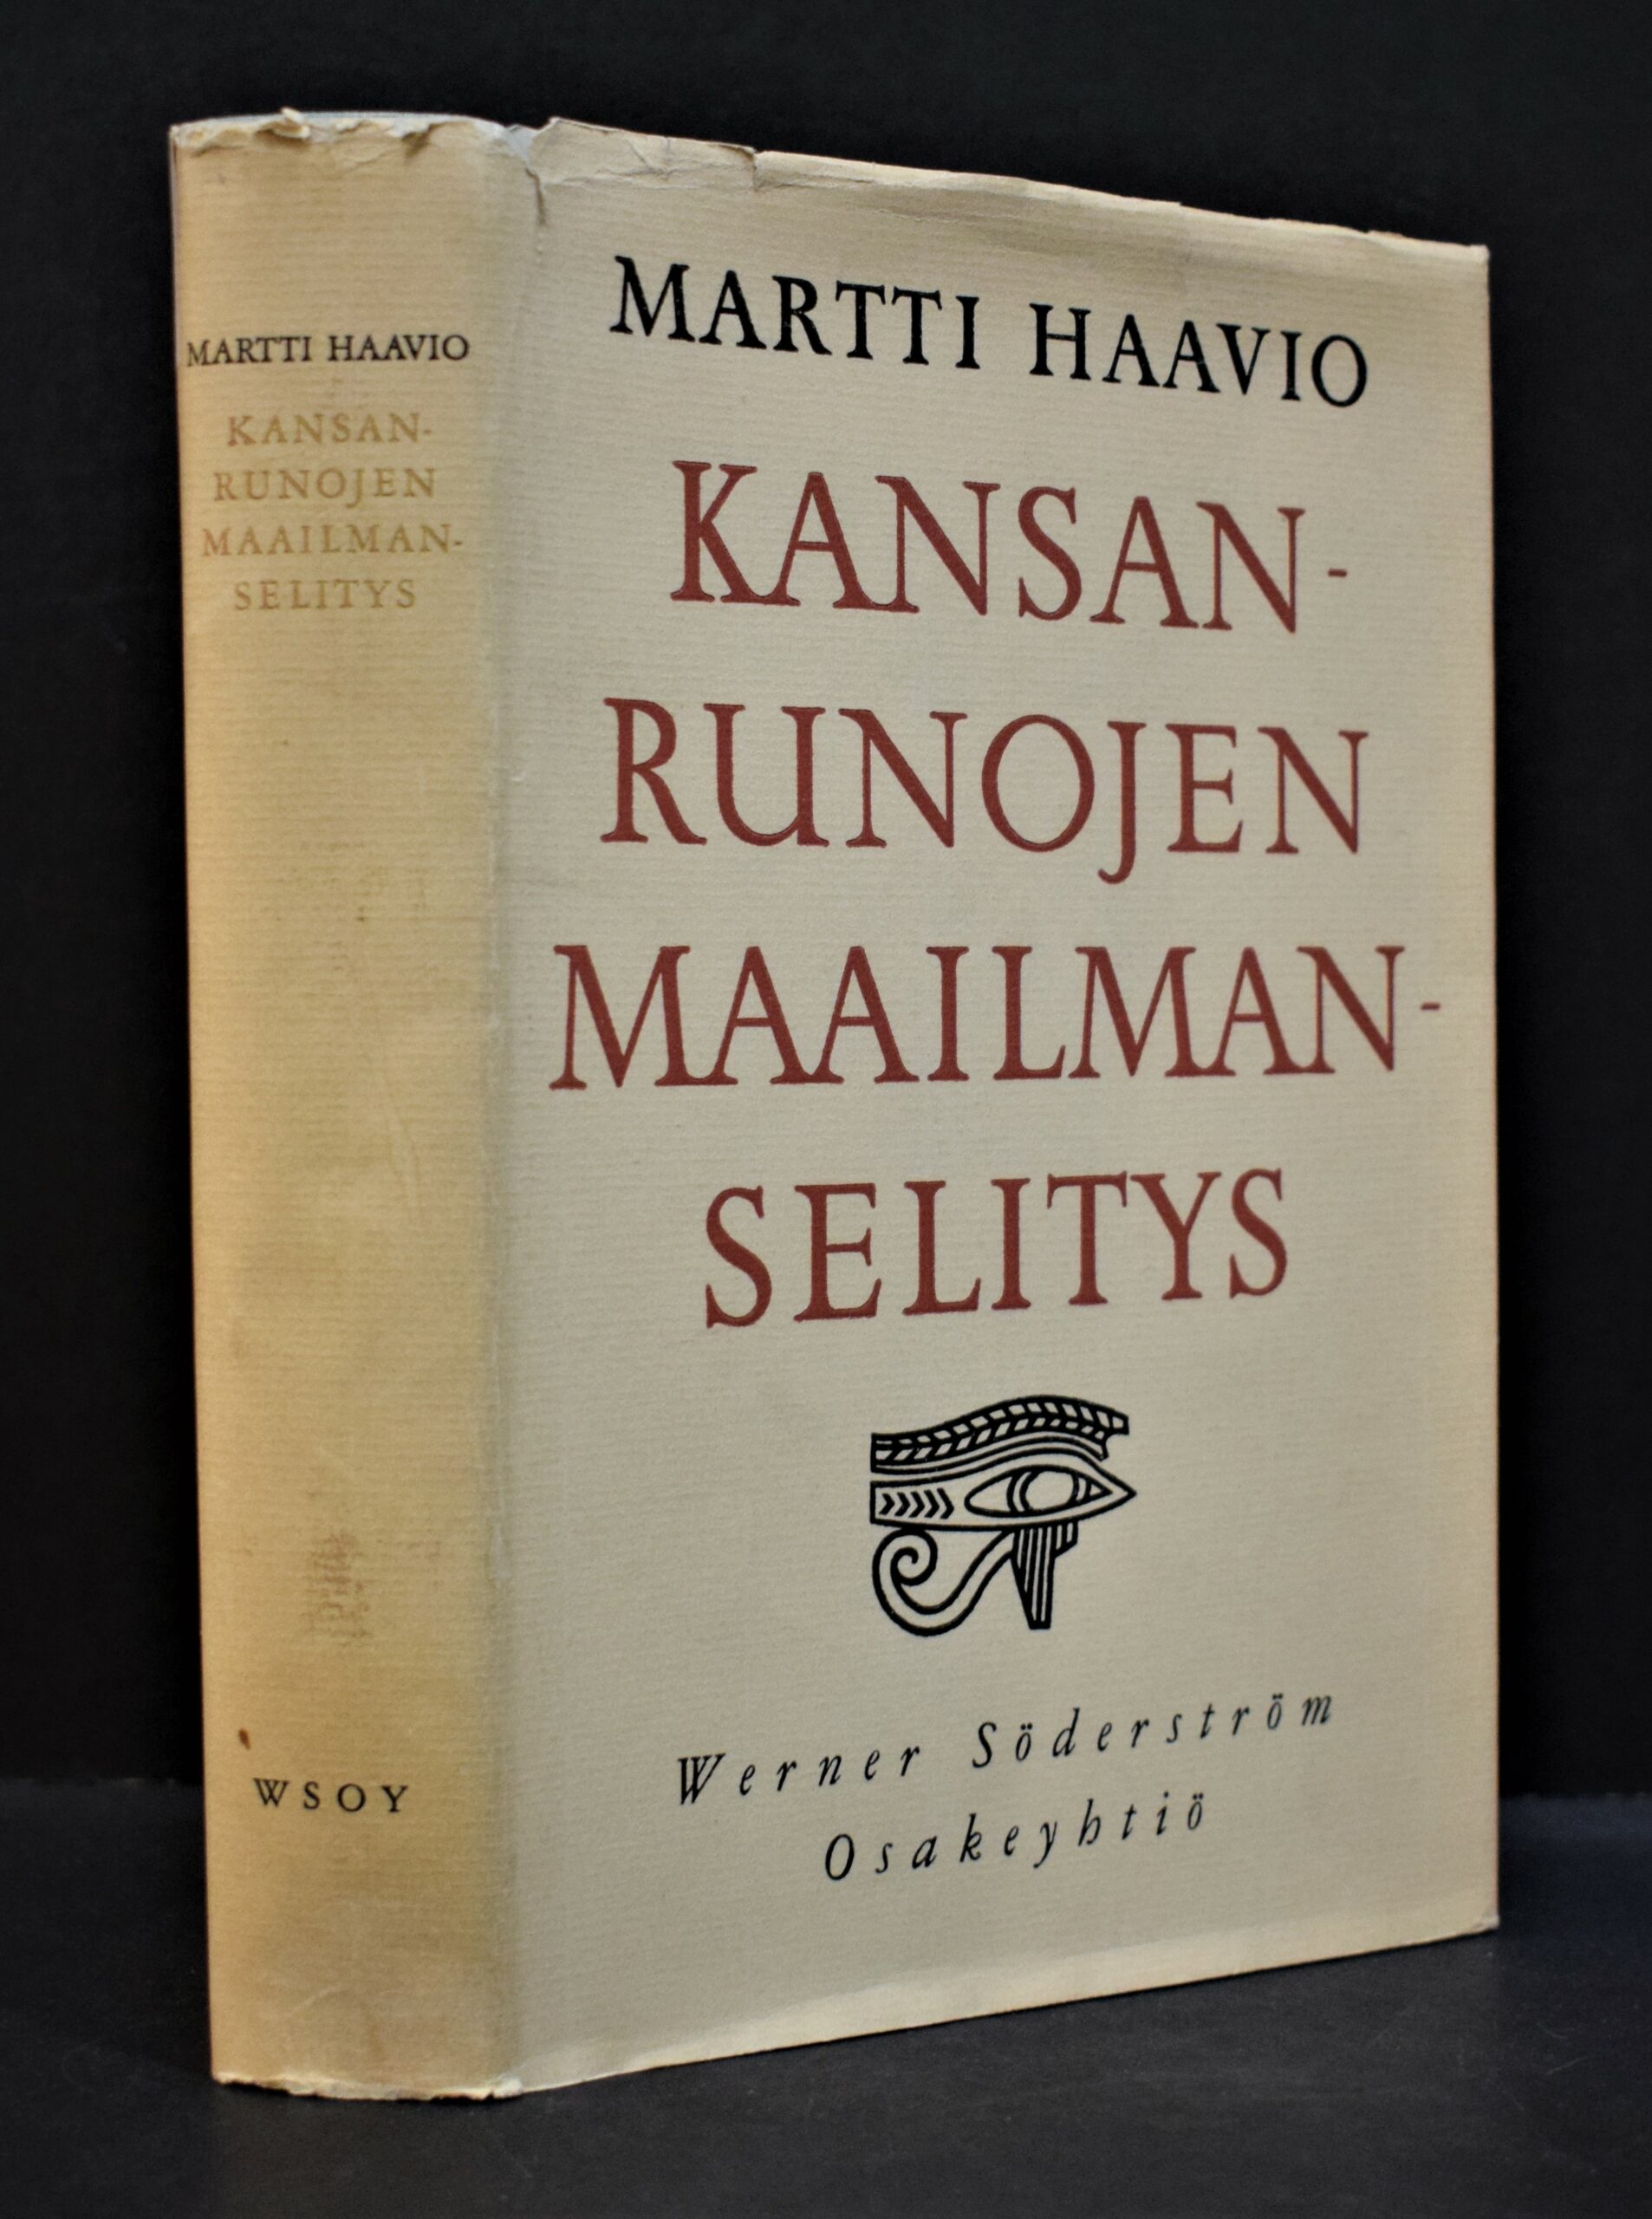 MARTTI HAAVIO
KANSAN-
RUNOJEN
MAAILMAN-
SELITYS
WSOY
MARTTI HAAVIO
KANSAN-
RUNOJEN
MAAILMAN-
SELITYS
Werner Söderström
Osakeyhtiö